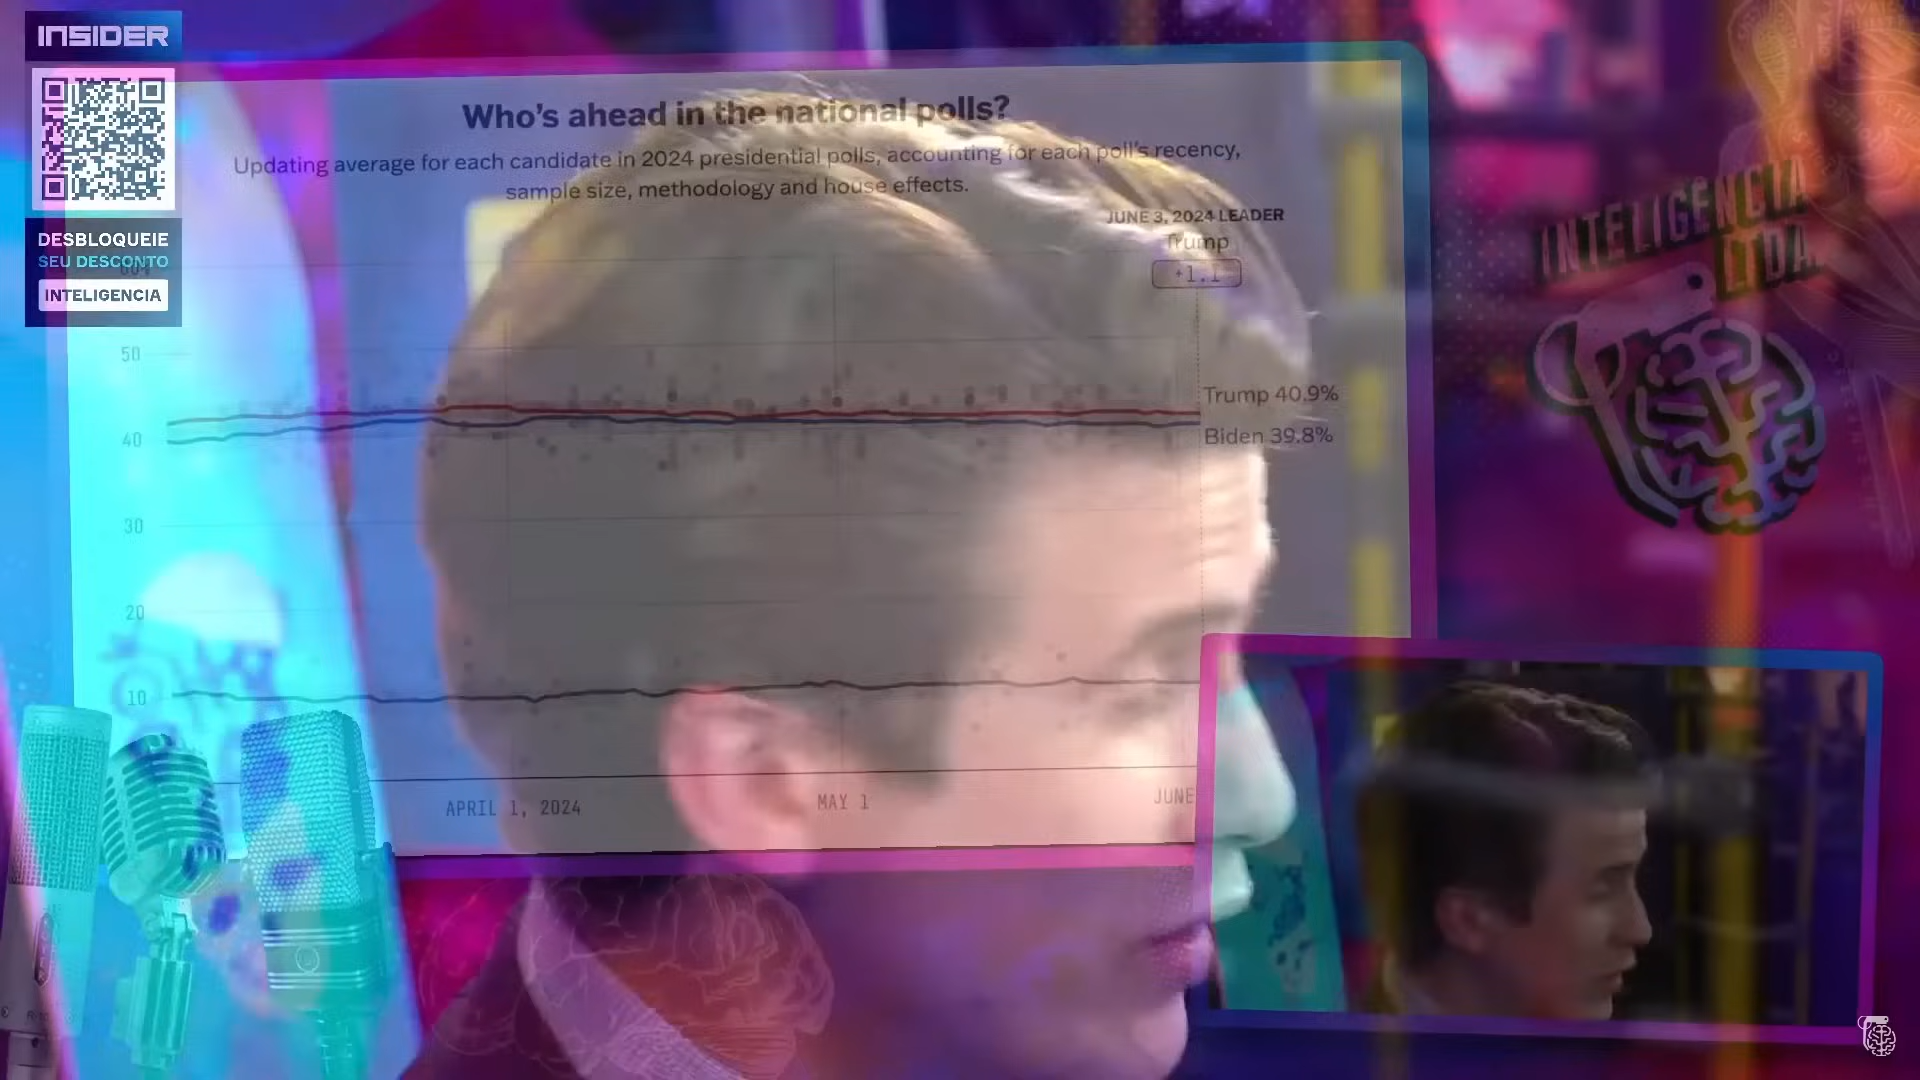 INSIDER
DESBLOQUEIE
SEU DESCONTO
INTELIGENCIA
Who's ahead in the national polls?
Updating average for each candidate in 2024 presidential polls, accounting for each poll's recency,
sample size, methodology and house effects.
JUNE 3, 2024 LEADER
Trump
+1.1
50
40
30
20
10
Trump 40.9%
Biden 39.8%
APRIL 1, 2024
MAY 1
JUNE
INTELIGENCIA
LTDA.